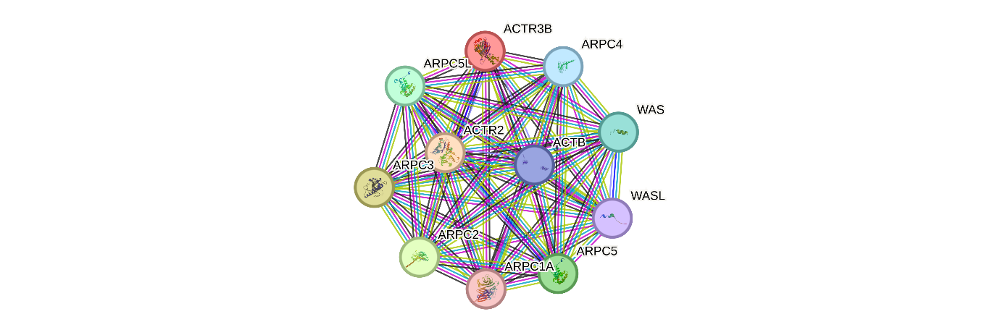 ACTR3B
ARPC4
ARPC5L
WAS
ACTR2
ACTB
ARPC3
WASL
ARPC2
ARPC5
ARPC1A